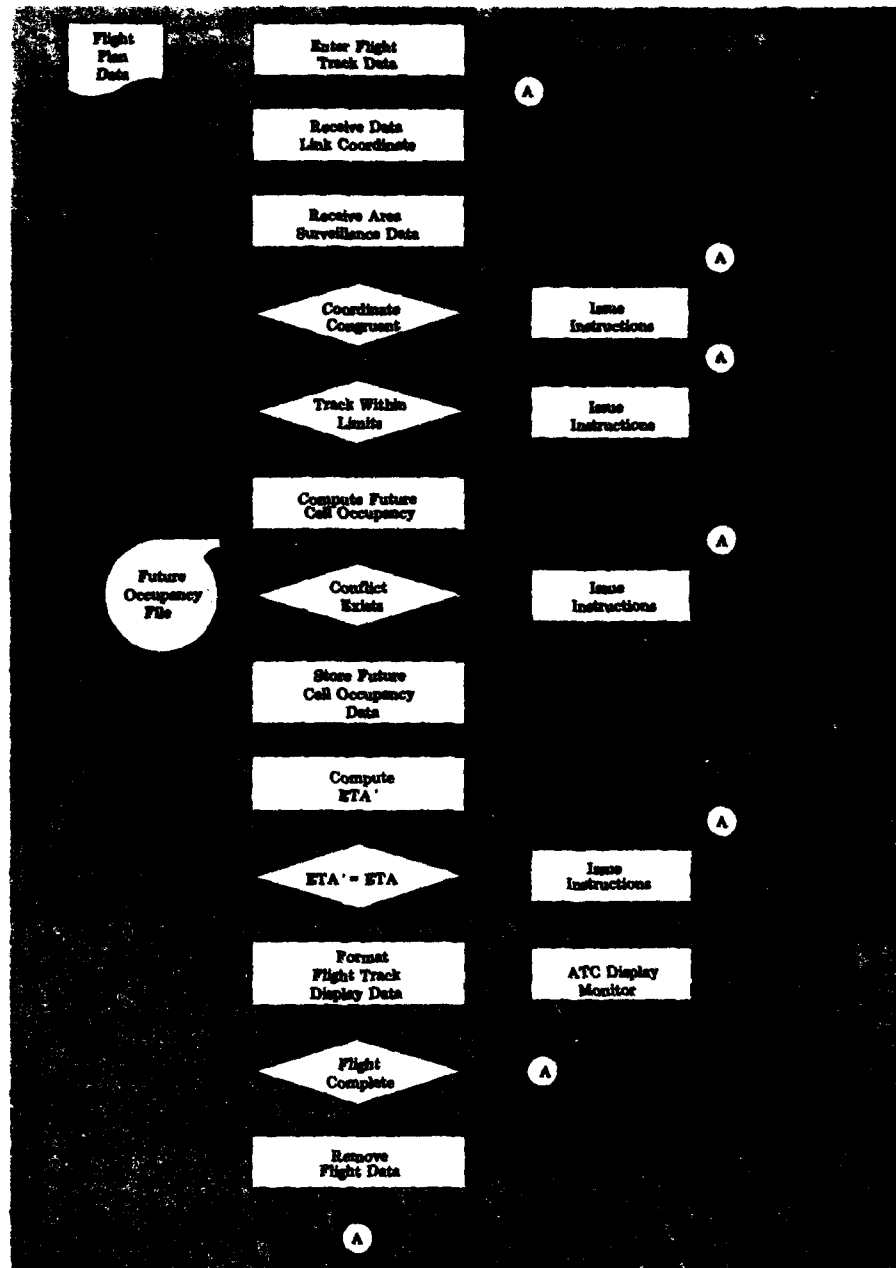 Flight
Plan
Data
Enter Flight
Track Data
A
Receive Data
Link Coordinate
Receive Area
Surveillance Data
A
Coordinate
Congruent
Issue
Instructions
A
Track Within
Limits
Issue
Instructions
Compute Future
Cell Occupancy
A
Future
Occupancy
File
Conflict
Exists
Issue
Instructions
Store Future
Cell Occupancy
Data
Compute
ETA'
A
ETA' = ETA
Issue
Instructions
Format
Flight Track
Display Data
ATC Display
Monitor
Flight
Complete
A
Remove
Flight Data
A